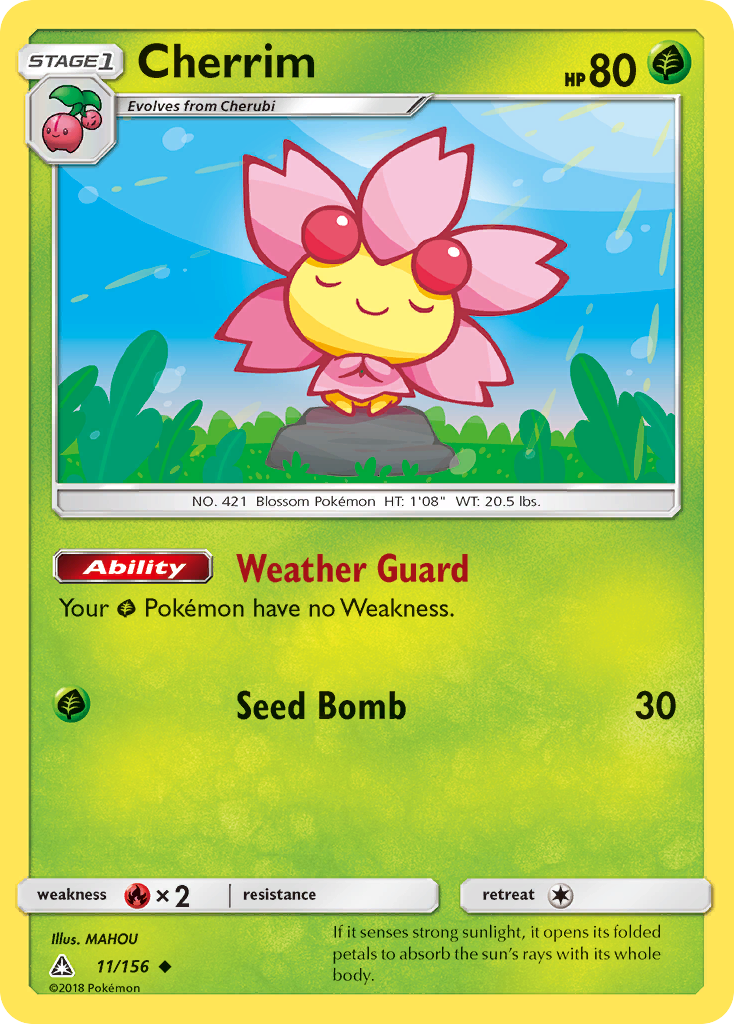 STAGE1 Cherrim HP 80
Evolves from Cherubi
NO. 421 Blossom Pokémon HT: 1'08" WT: 20.5 lbs.
Ability Weather Guard
Your Pokémon have no Weakness.
Seed Bomb 30
weakness × 2 resistance retreat
Illus. MAHOU
11/156
©2018 Pokémon
If it senses strong sunlight, it opens its folded
petals to absorb the sun's rays with its whole
body.